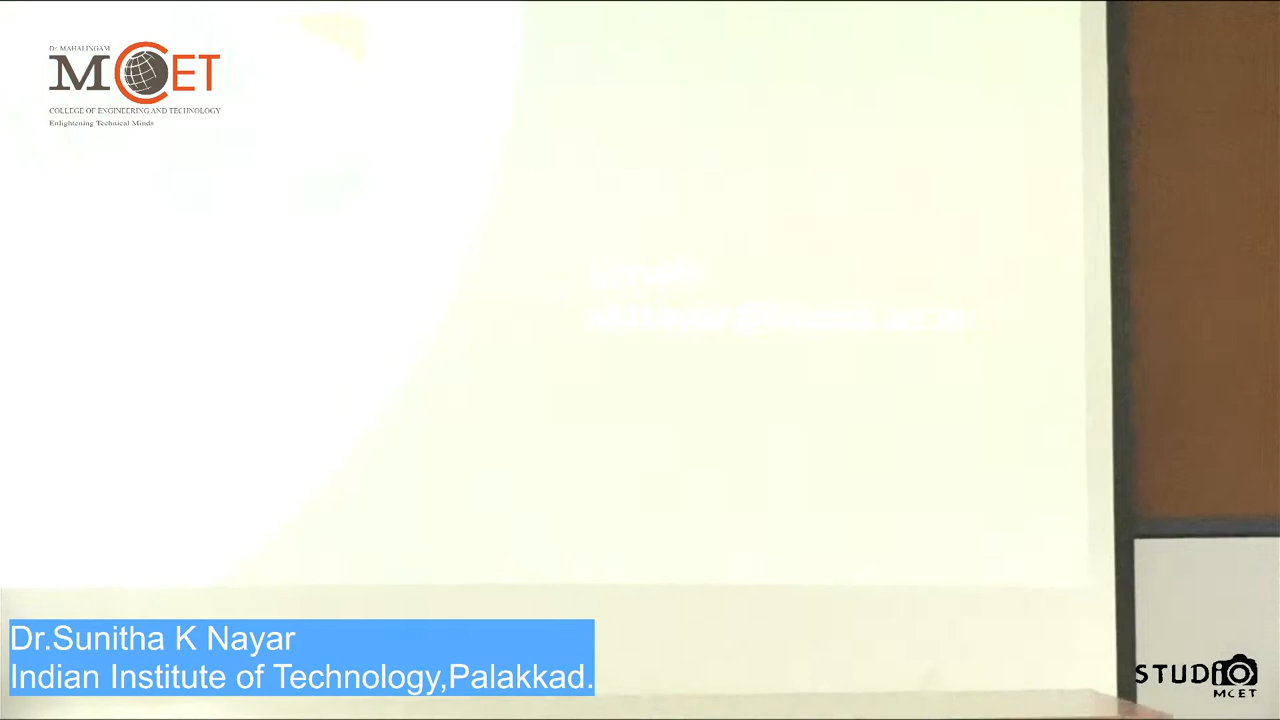 Dr. MAHALINGAM
MCET
COLLEGE OF ENGINEERING AND TECHNOLOGY
Enlightening Technical Minds
Dr.Sunitha K Nayar
Indian Institute of Technology,Palakkad.
STUDIO
MCET